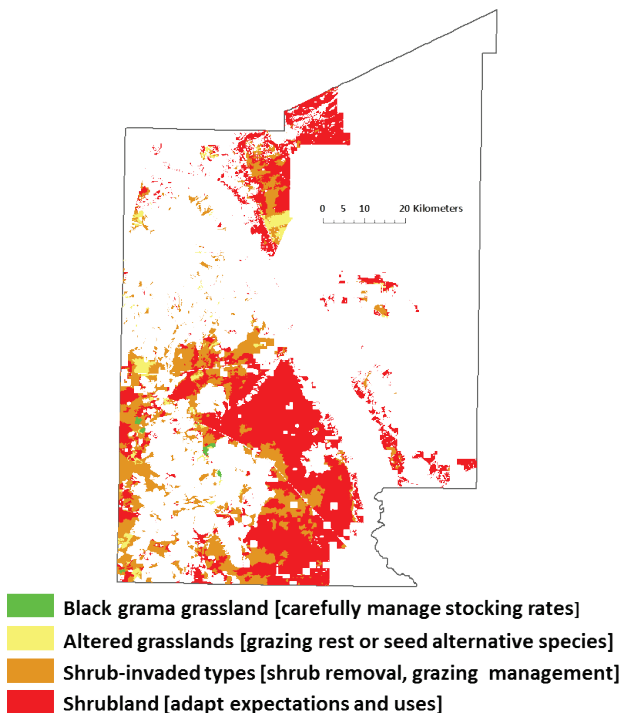 0 5 10 20 Kilometers
Black grama grassland [carefully manage stocking rates]
Altered grasslands [grazing rest or seed alternative species]
Shrub-invaded types [shrub removal, grazing management]
Shrubland [adapt expectations and uses]